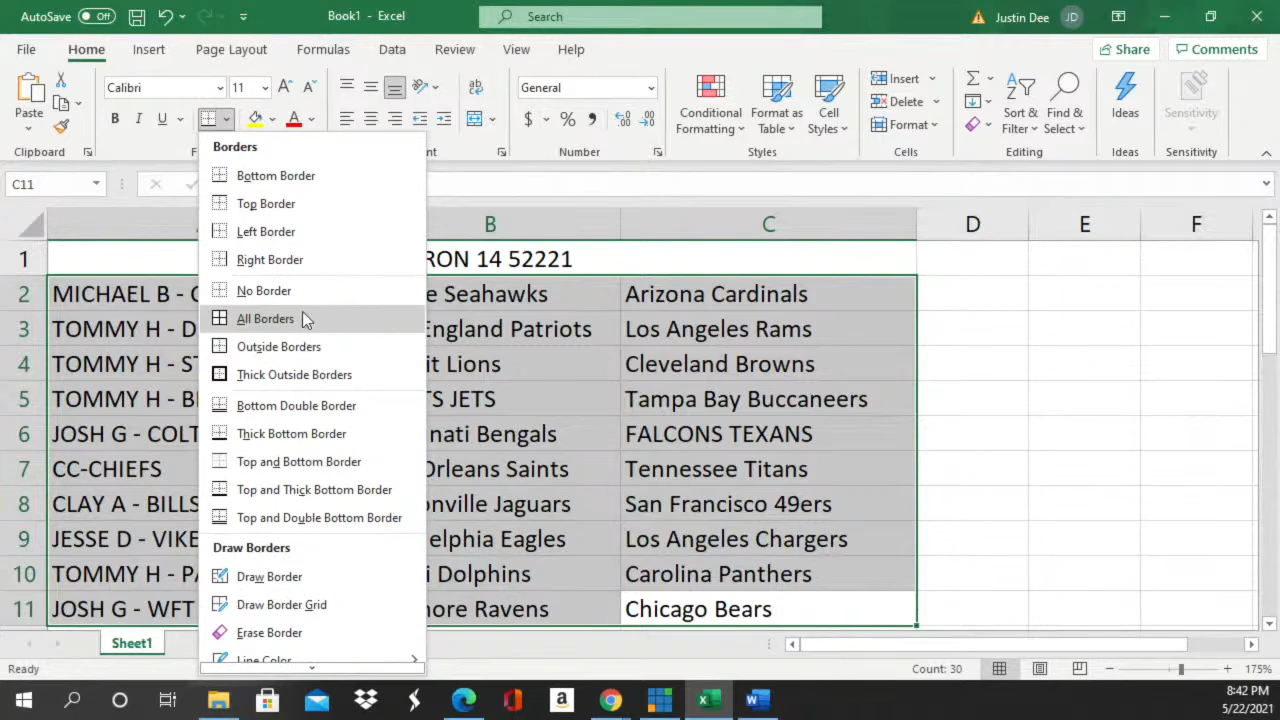 AutoSave Off Book1 - Excel Search Justin Dee JD
File Home Insert Page Layout Formulas Data Review View Help Share Comments
Paste Calibri 11 A A General Conditional Formatting Format as Table Cell Styles Insert Delete Format Sort & Filter Find & Select Ideas Sensitivity
B I U A $ %
Clipboard Number Styles Cells Editing Ideas Sensitivity
C11
Borders
Bottom Border
Top Border
Left Border
Right Border
No Border
All Borders
Outside Borders
Thick Outside Borders
Bottom Double Border
Thick Bottom Border
Top and Bottom Border
Top and Thick Bottom Border
Top and Double Bottom Border
Draw Borders
Draw Border
Draw Border Grid
Erase Border
Line Color
B C D E F
1 RON 14 52221
2 MICHAEL B - e Seahawks Arizona Cardinals
3 TOMMY H - D England Patriots Los Angeles Rams
4 TOMMY H - ST it Lions Cleveland Browns
5 TOMMY H - B TS JETS Tampa Bay Buccaneers
6 JOSH G - COLT nati Bengals FALCONS TEXANS
7 CC-CHIEFS Orleans Saints Tennessee Titans
8 CLAY A - BILLS onville Jaguars San Francisco 49ers
9 JESSE D - VIKE elphia Eagles Los Angeles Chargers
10 TOMMY H - PA i Dolphins Carolina Panthers
11 JOSH G - WFT more Ravens Chicago Bears
Sheet1
Ready Count: 30 175%
8:42 PM
5/22/2021